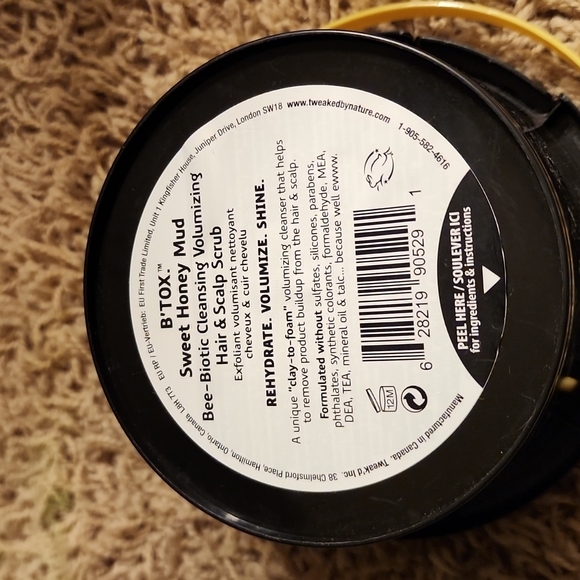 B'TOX.™
Sweet Honey Mud
Bee-Biotic Cleansing Volumizing
Hair & Scalp Scrub
Exfoliant volumisant nettoyant
cheveux & cuir chevelu
REHYDRATE. VOLUMIZE. SHINE.
A unique "clay-to-foam" volumizing cleanser that helps
to remove product buildup from the hair & scalp.
Formulated without sulfates, silicones, parabens,
phthalates, synthetic colorants, formaldehyde, MEA,
DEA, TEA, mineral oil & talc... because well ewww.
12M
6 28219 90529 1
PEEL HERE / SOULEVER ICI
for ingredients & instructions
Manufactured in Canada. Tweak'd Inc. 38 Chelmsford Place, Hamilton, Ontario, Canada L8H 7T3 EU RP / EU-Vertrieb: EU First Trade Limited, Unit 1 Kingfisher House, Juniper Drive, London SW18 www.tweakedbynature.com 1-905-582-4616